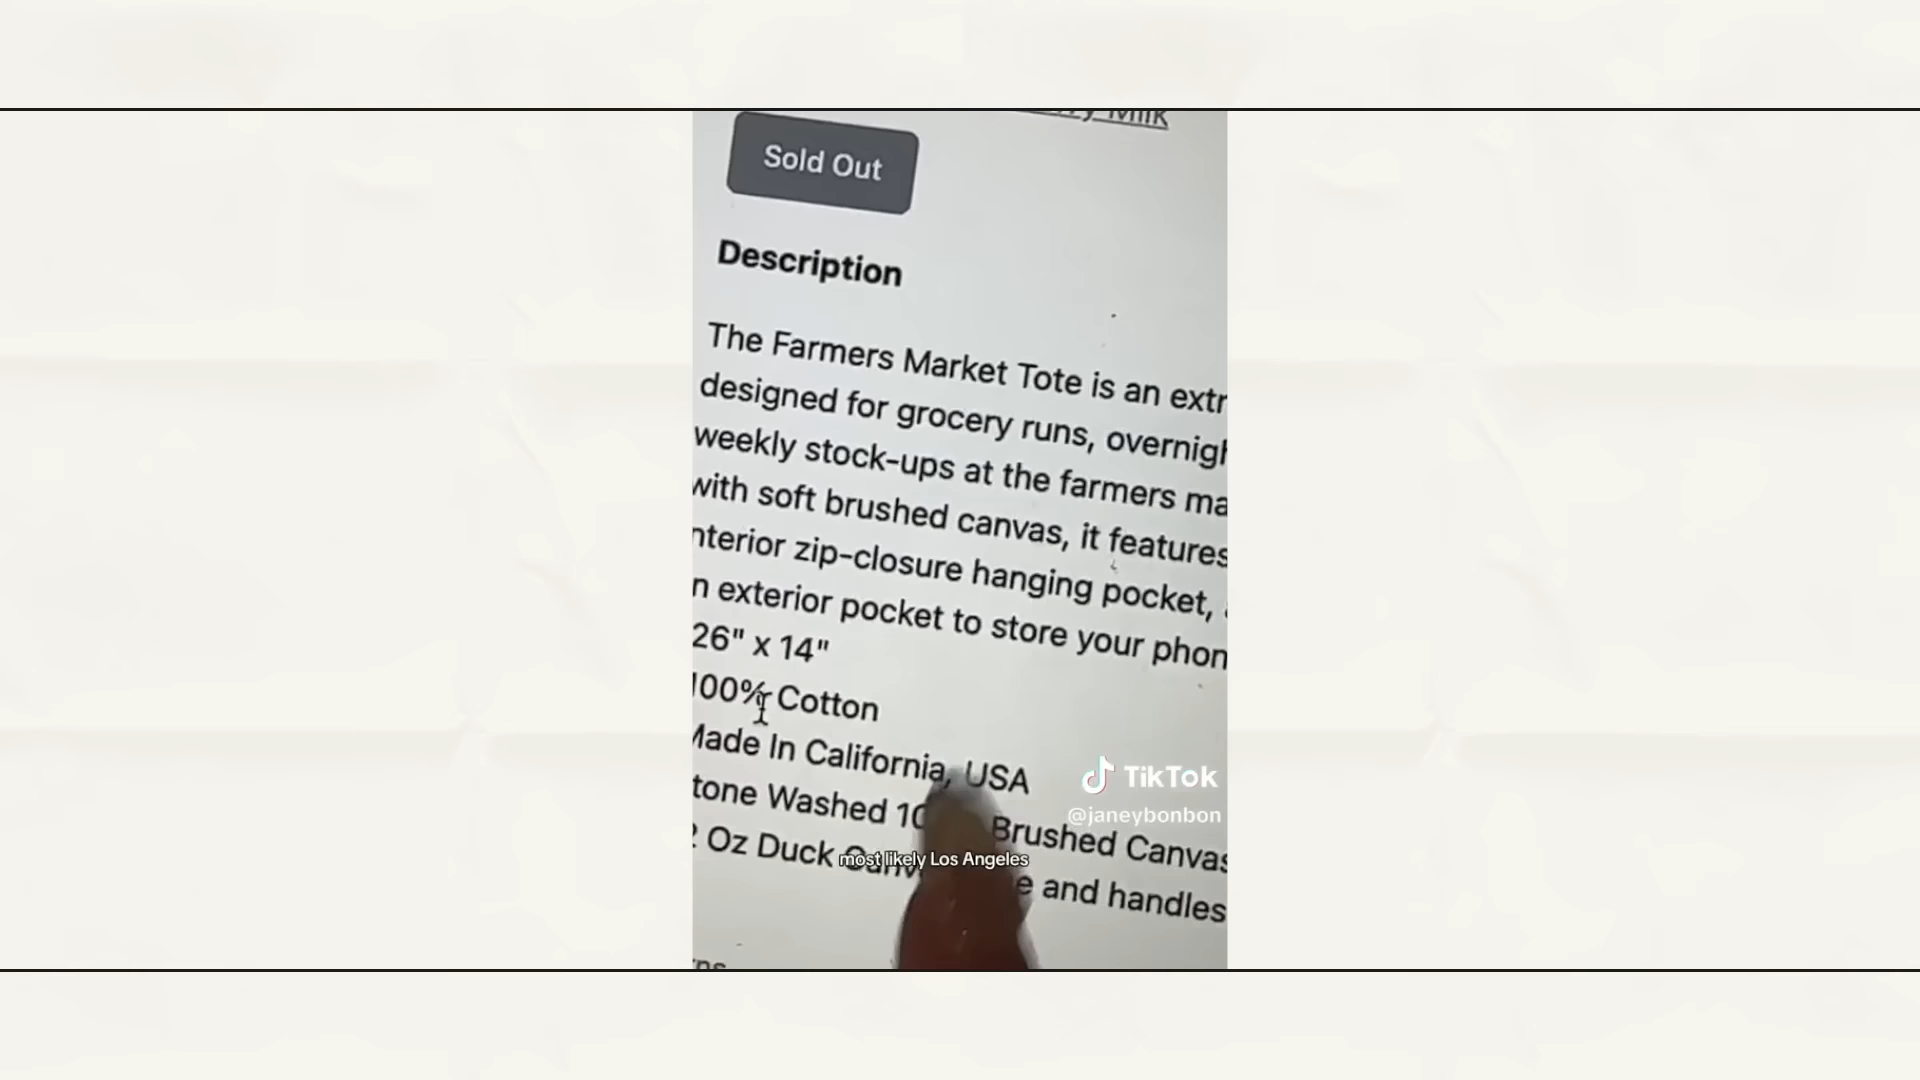 Milk
Sold Out
Description
The Farmers Market Tote is an extr
designed for grocery runs, overnigh
weekly stock-ups at the farmers ma
with soft brushed canvas, it features
nterior zip-closure hanging pocket,
n exterior pocket to store your phon
26" x 14"
100% Cotton
Made In California, USA
TikTok
@janeybonbon
tone Washed 10 Brushed Canvas
Oz Duck and handles
most likely Los Angeles